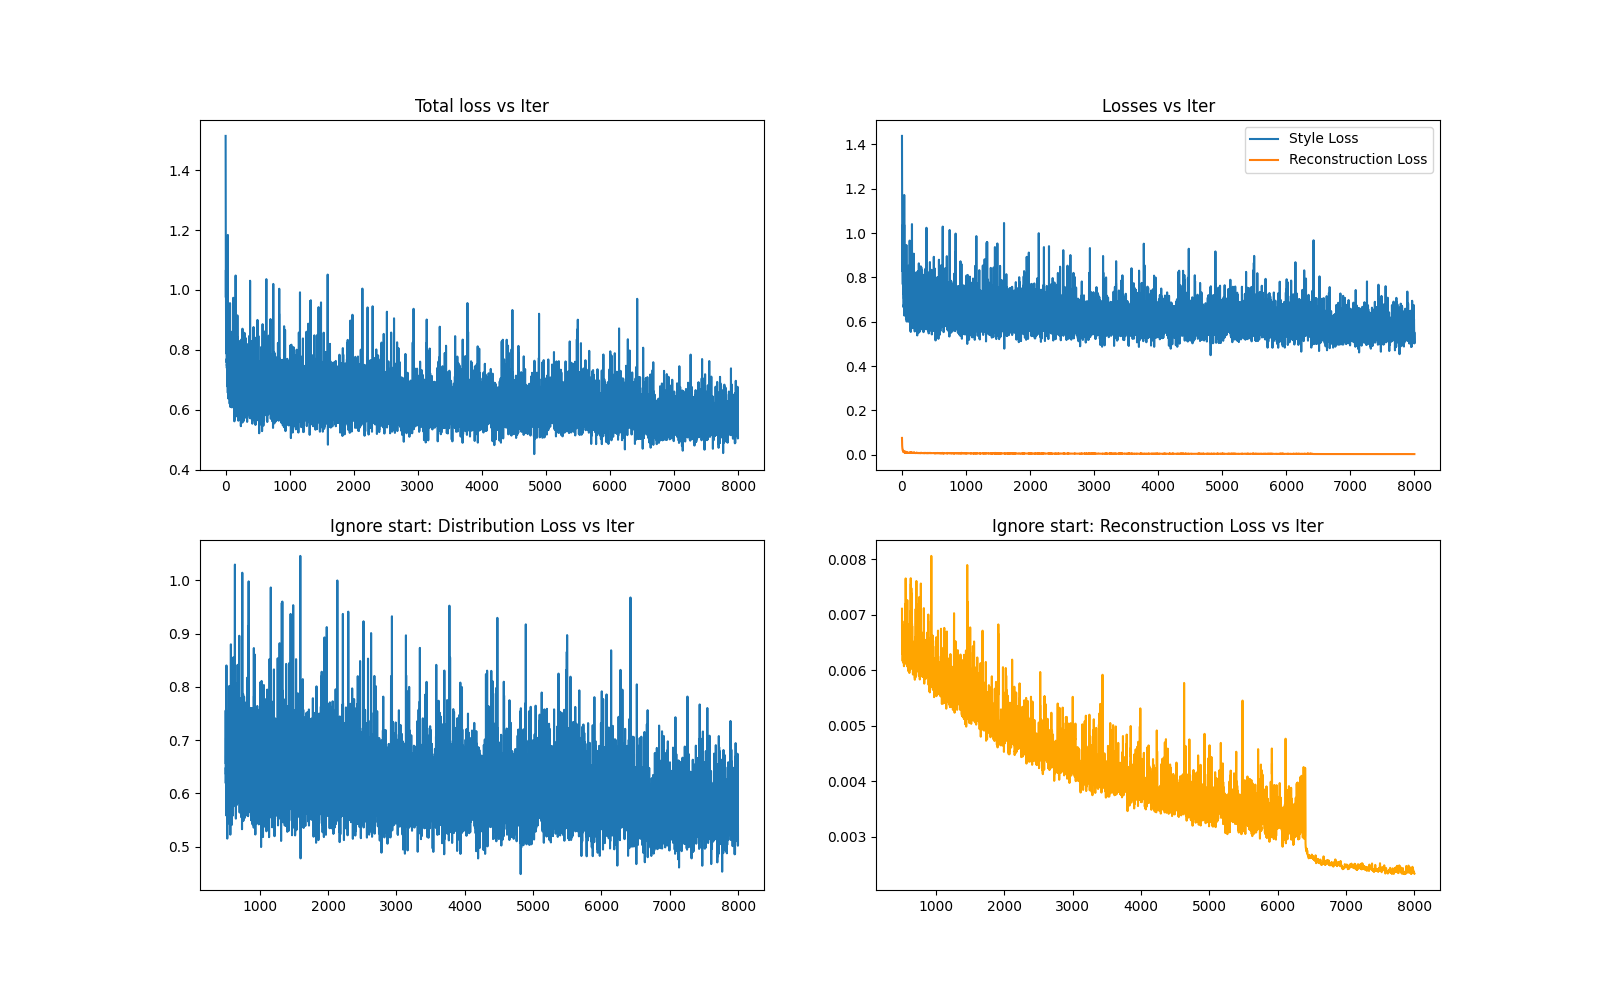 Total loss vs Iter
1.4
1.2
1.0
0.8
0.6
0.4
0 1000 2000 3000 4000 5000 6000 7000 8000
Losses vs Iter
Style Loss
Reconstruction Loss
1.4
1.2
1.0
0.8
0.6
0.4
0.2
0.0
0 1000 2000 3000 4000 5000 6000 7000 8000
Ignore start: Distribution Loss vs Iter
1.0
0.9
0.8
0.7
0.6
0.5
1000 2000 3000 4000 5000 6000 7000 8000
Ignore start: Reconstruction Loss vs Iter
0.008
0.007
0.006
0.005
0.004
0.003
1000 2000 3000 4000 5000 6000 7000 8000